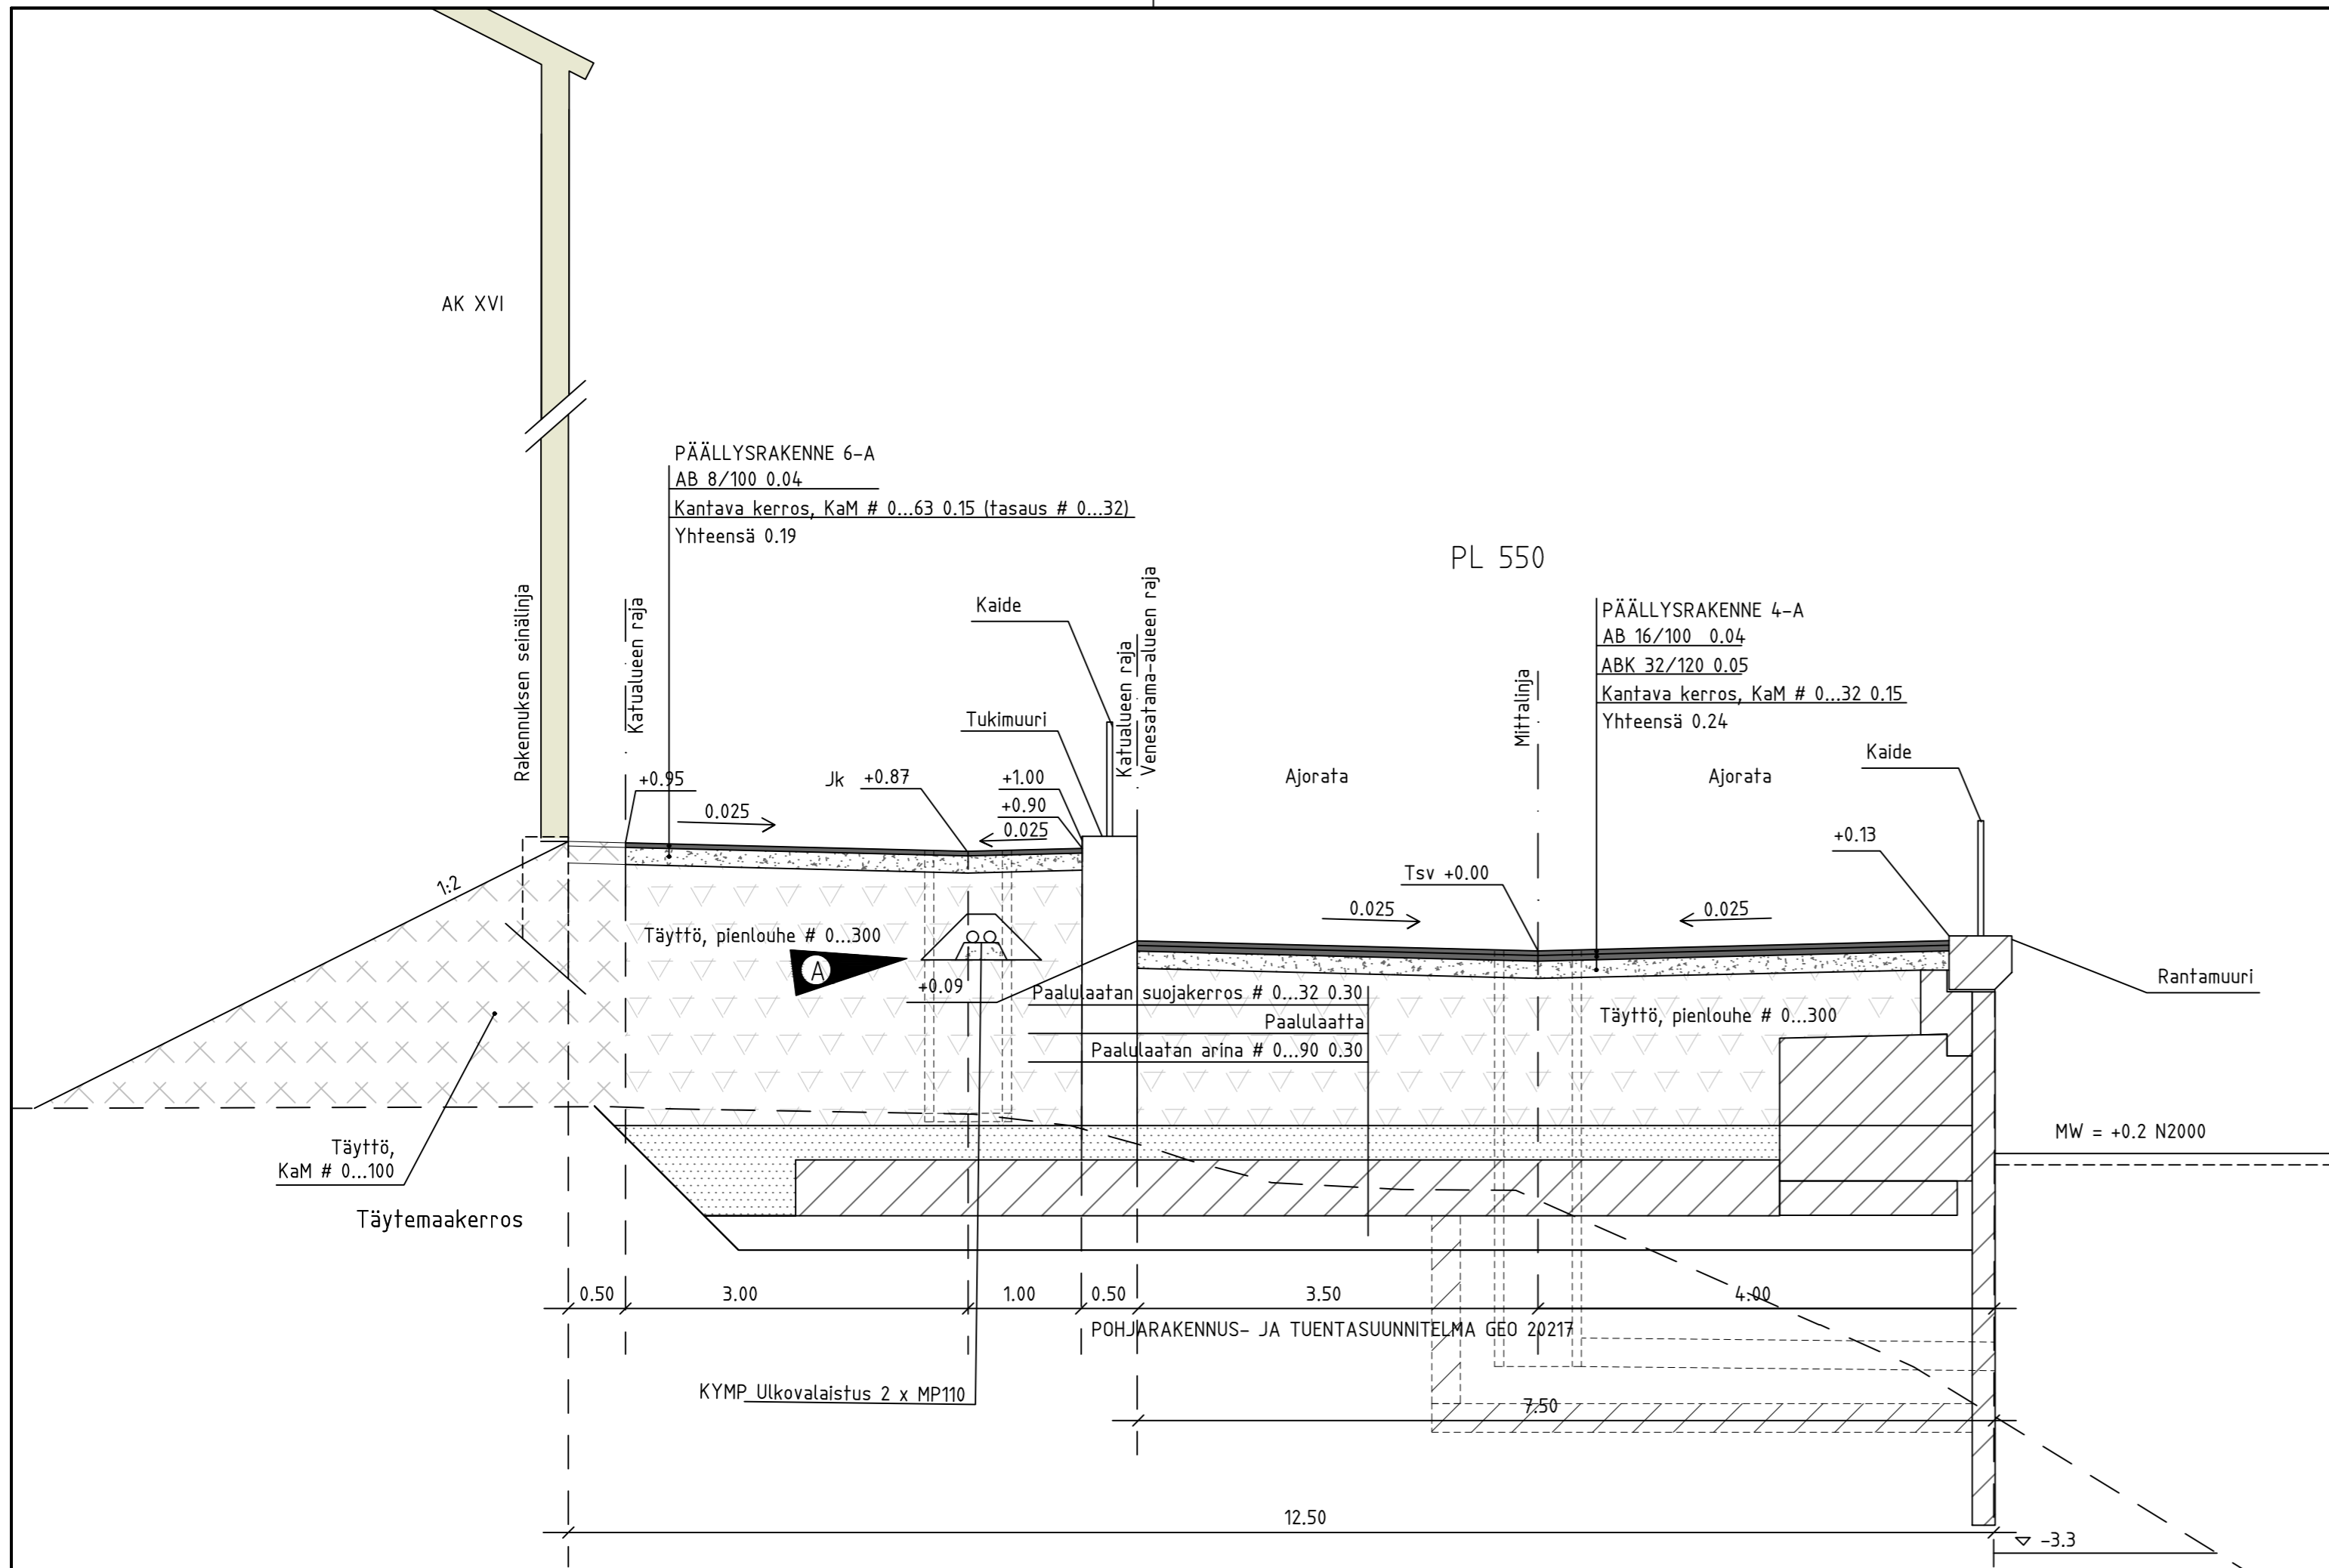 AK XVI
PÄÄLLYSRAKENNE 6-A
AB 8/100 0.04
Kantava kerros, KaM # 0...63 0.15 (tasaus # 0...32)
Yhteensä 0.19
PL 550
Rakennuksen seinälinja
Katualueen raja
Kaide
Katualueen raja
Venesatama-alueen raja
Mittalinja
PÄÄLLYSRAKENNE 4-A
AB 16/100 0.04
ABK 32/120 0.05
Kantava kerros, KaM # 0...32 0.15
Yhteensä 0.24
Tukimuuri
Kaide
+0.95
Jk +0.87
+1.00
+0.90
0.025
0.025
Ajorata
Ajorata
+0.13
Tsv +0.00
1:2
0.025
0.025
Täyttö, pienlouhe # 0...300
A
+0.09
Paalulaatan suojakerros # 0...32 0.30
Paalulaatta
Paalulaatan arina # 0...90 0.30
Täyttö, pienlouhe # 0...300
Rantamuuri
Täyttö,
KaM # 0...100
MW = +0.2 N2000
Täytemaakerros
0.50
3.00
1.00
0.50
3.50
4.00
POHJARAKENNUS- JA TUENTASUUNNITELMA GEO 20217
KYMP Ulkovalaistus 2 x MP110
7.50
12.50
-3.3